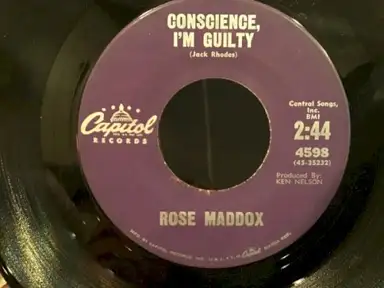 CONSCIENCE,
I'M GUILTY
(Jack Rhodes)
Capitol
RECORDS
Central Songs,
Inc.
BMI
2:44
4598
(45-35232)
Produced By:
KEN NELSON
ROSE MADDOX